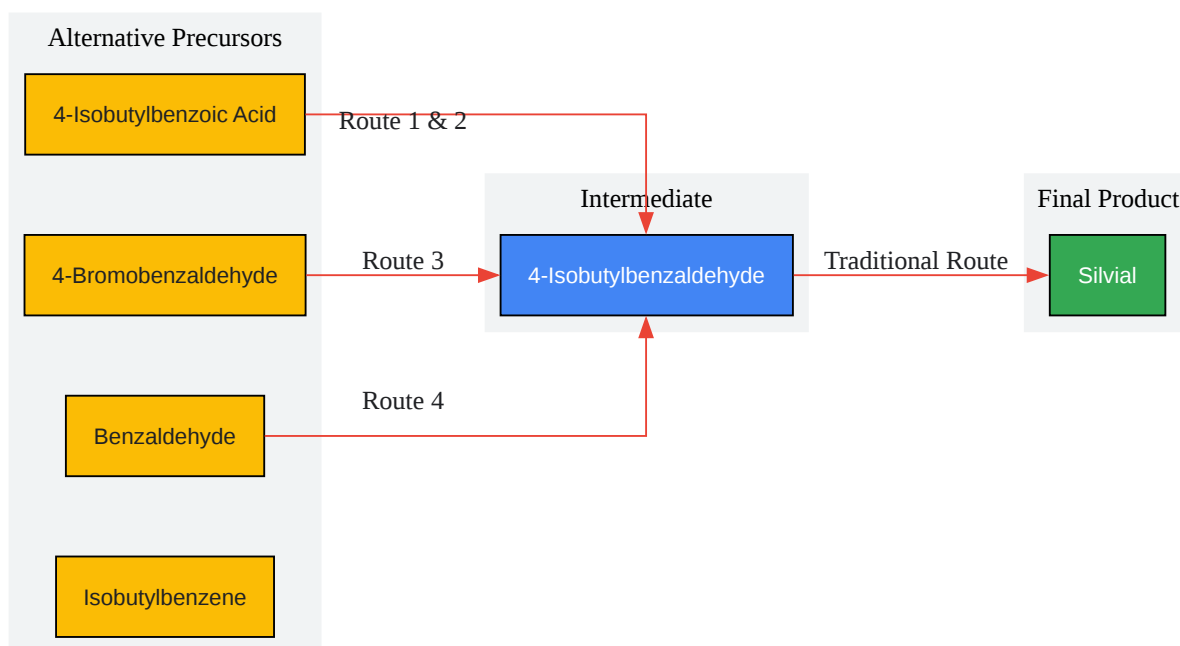 Alternative Precursors
4-Isobutylbenzoic Acid
Route 1 & 2
Intermediate
Final Product
4-Bromobenzaldehyde
Route 3
4-Isobutylbenzaldehyde
Traditional Route
Silvial
Route 4
Benzaldehyde
Isobutylbenzene